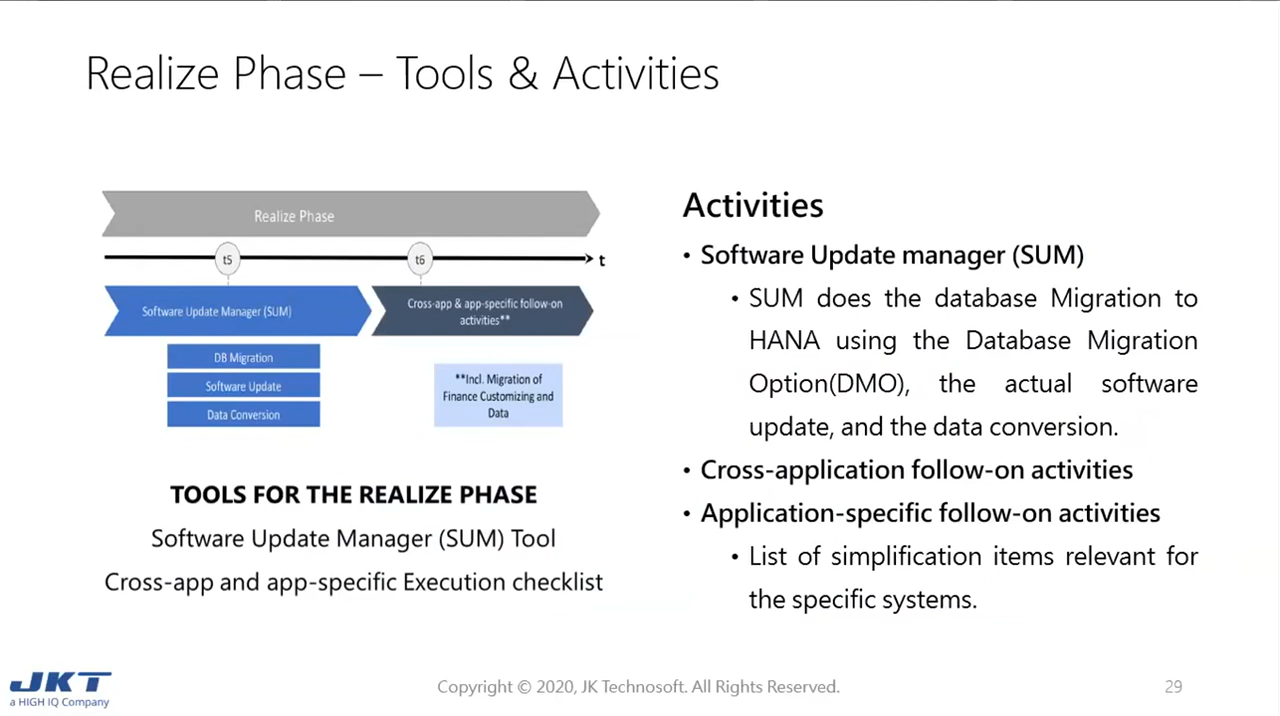 Realize Phase – Tools & Activities
Realize Phase
t5
t6
t
Software Update Manager (SUM)
Cross-app & app-specific follow-on
activities**
DB Migration
Software Update
Data Conversion
**Incl. Migration of
Finance Customizing and
Data
TOOLS FOR THE REALIZE PHASE
Software Update Manager (SUM) Tool
Cross-app and app-specific Execution checklist
Activities
• Software Update manager (SUM)
• SUM does the database Migration to
HANA using the Database Migration
Option(DMO), the actual software
update, and the data conversion.
• Cross-application follow-on activities
• Application-specific follow-on activities
• List of simplification items relevant for
the specific systems.
JKT
a HIGH IQ Company
Copyright © 2020, JK Technosoft. All Rights Reserved.
29